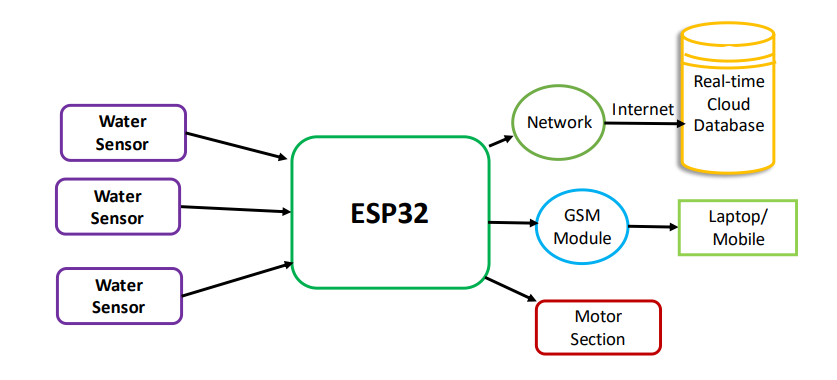 Water
Sensor
Water
Sensor
Water
Sensor
ESP32
Network
Internet
Real-time
Cloud
Database
GSM
Module
Laptop/
Mobile
Motor
Section